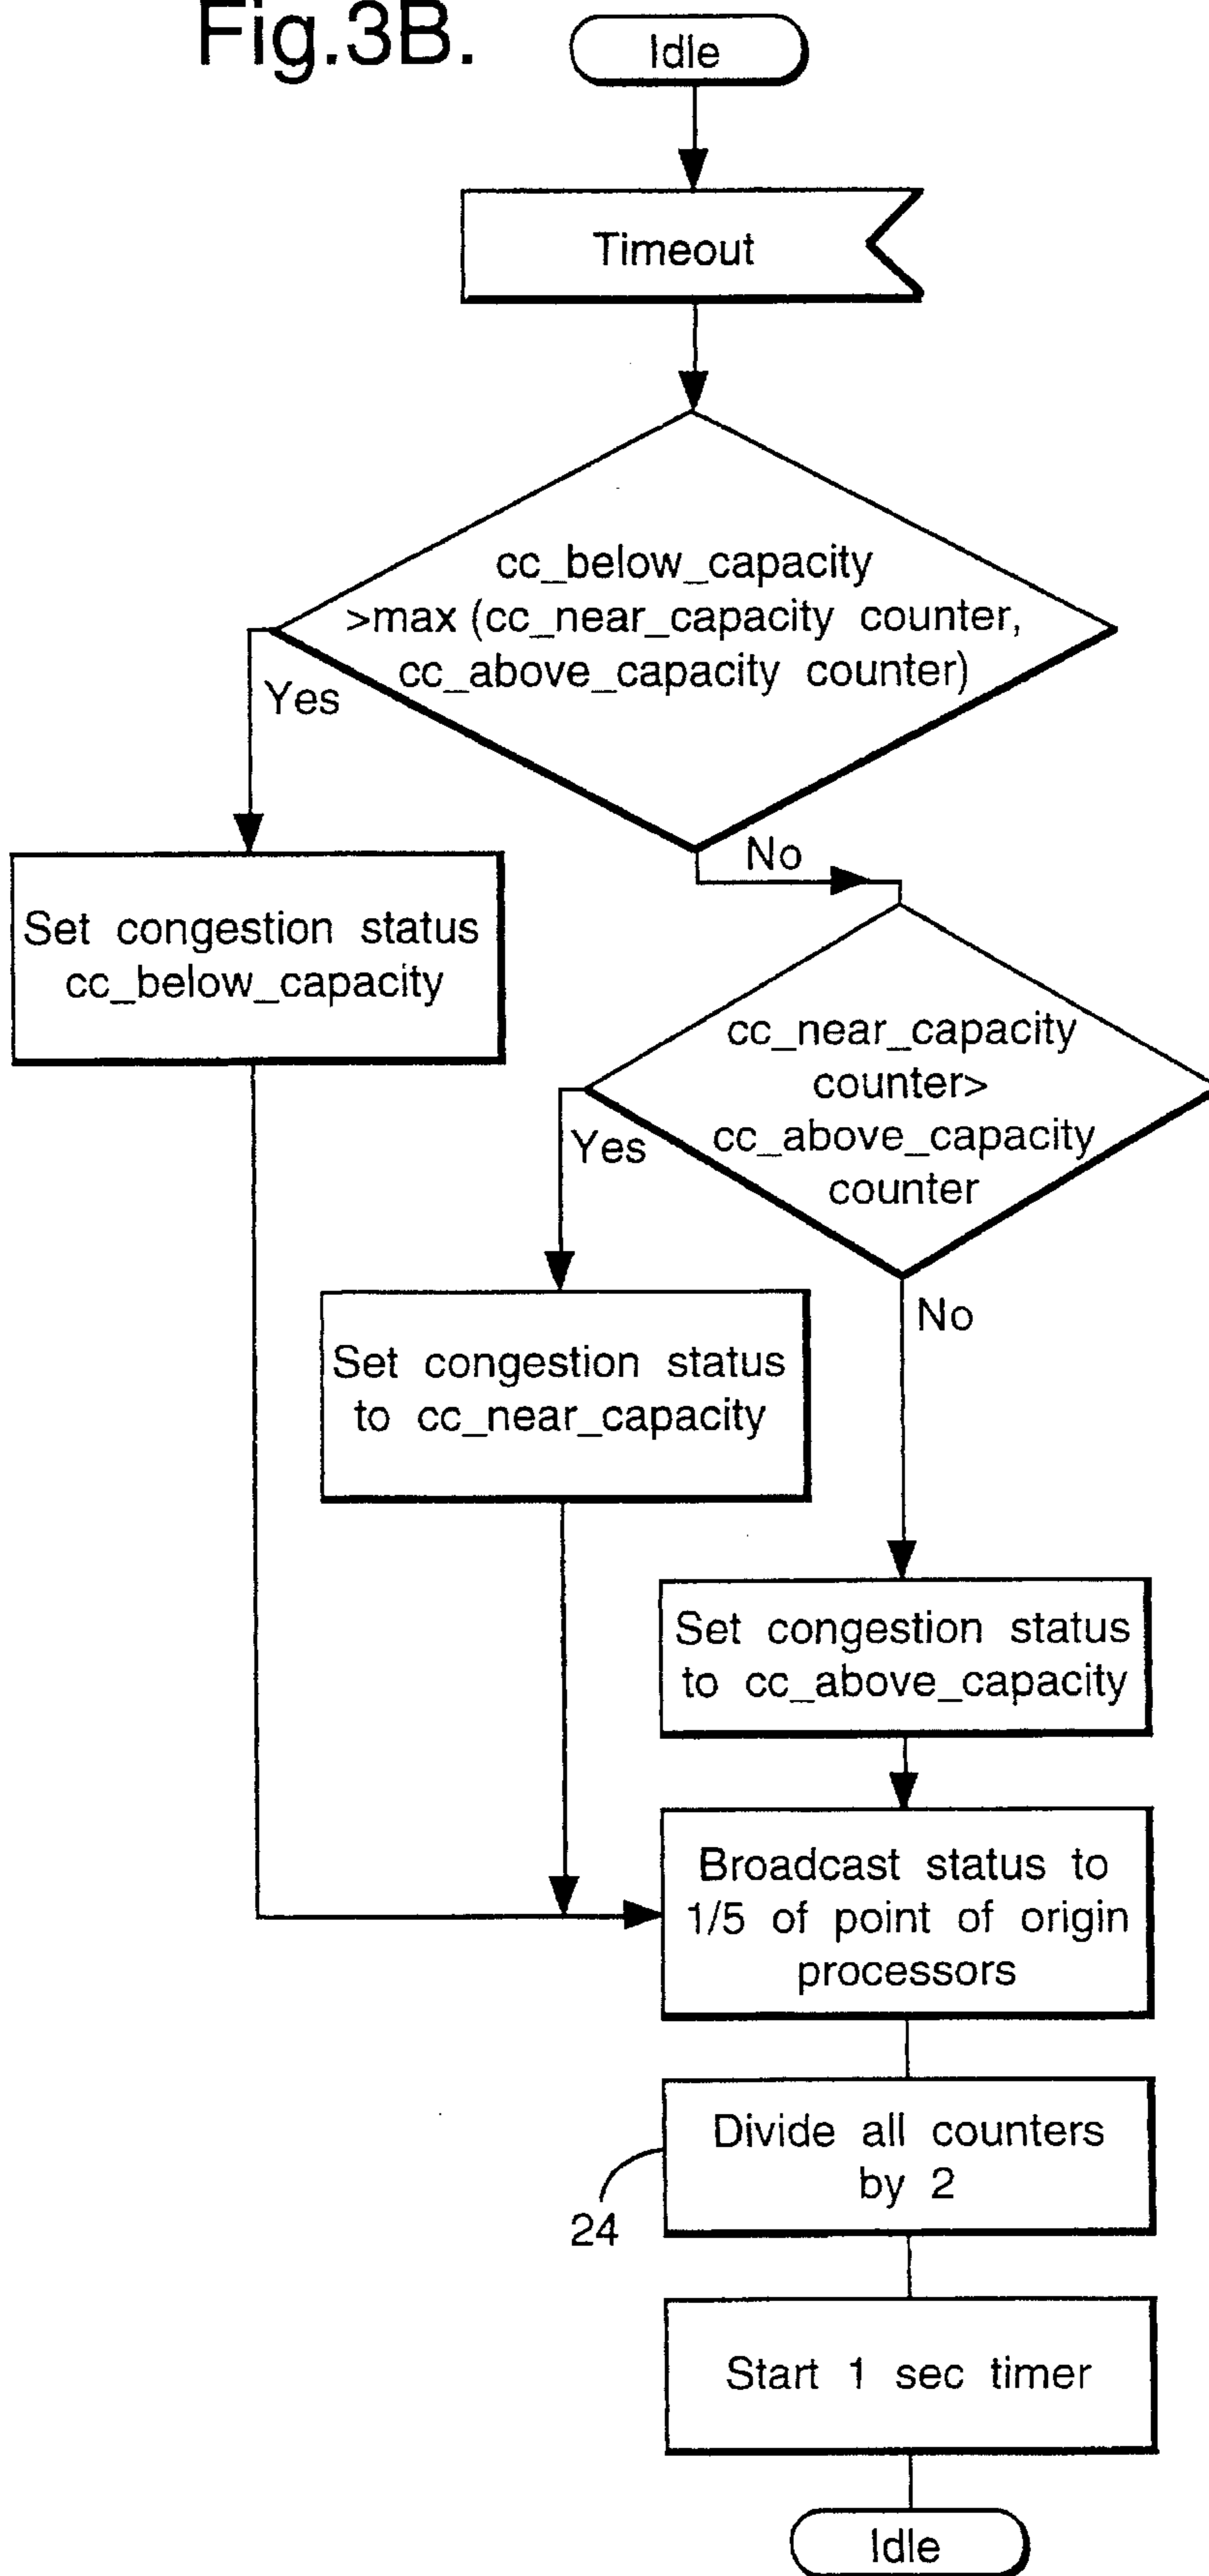 Fig.3B.
Idle
Timeout
cc_below_capacity
>max (cc_near_capacity counter,
cc_above_capacity counter)
Yes
No
Set congestion status
cc_below_capacity
cc_near_capacity
counter>
cc_above_capacity
counter
Yes
No
Set congestion status
to cc_near_capacity
Set congestion status
to cc_above_capacity
Broadcast status to
1/5 of point of origin
processors
Divide all counters
by 2
24
Start 1 sec timer
Idle